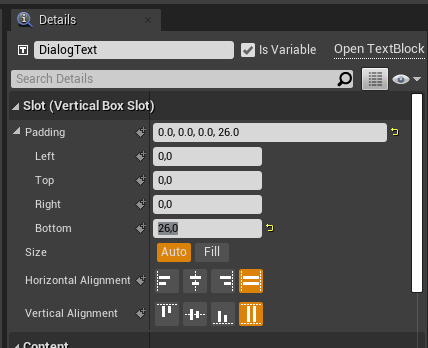 Details
DialogText Is Variable Open TextBlock
Search Details
Slot (Vertical Box Slot)
Padding 0.0, 0.0, 0.0, 26.0
Left 0,0
Top 0,0
Right 0,0
Bottom 26,0
Size Auto Fill
Horizontal Alignment
Vertical Alignment
Content